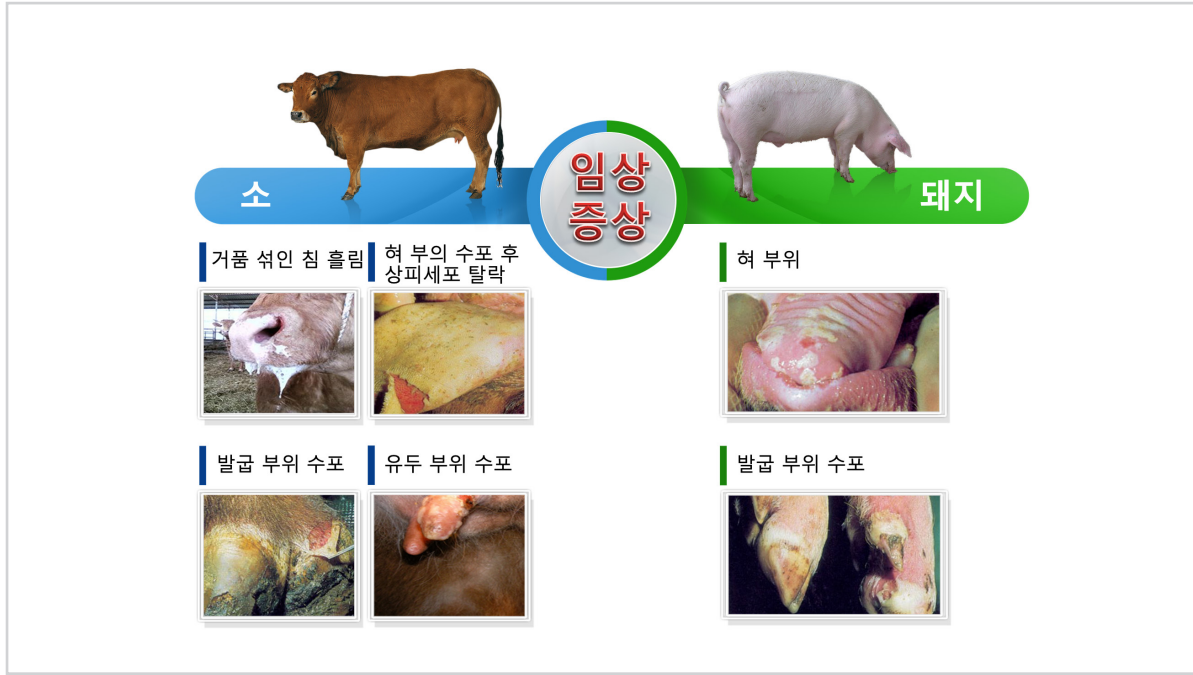 임상
증상
소
돼지
거품 섞인 침 흘림
혀 부의 수포 후
상피세포 탈락
혀 부위
발굽 부위 수포
유두 부위 수포
발굽 부위 수포